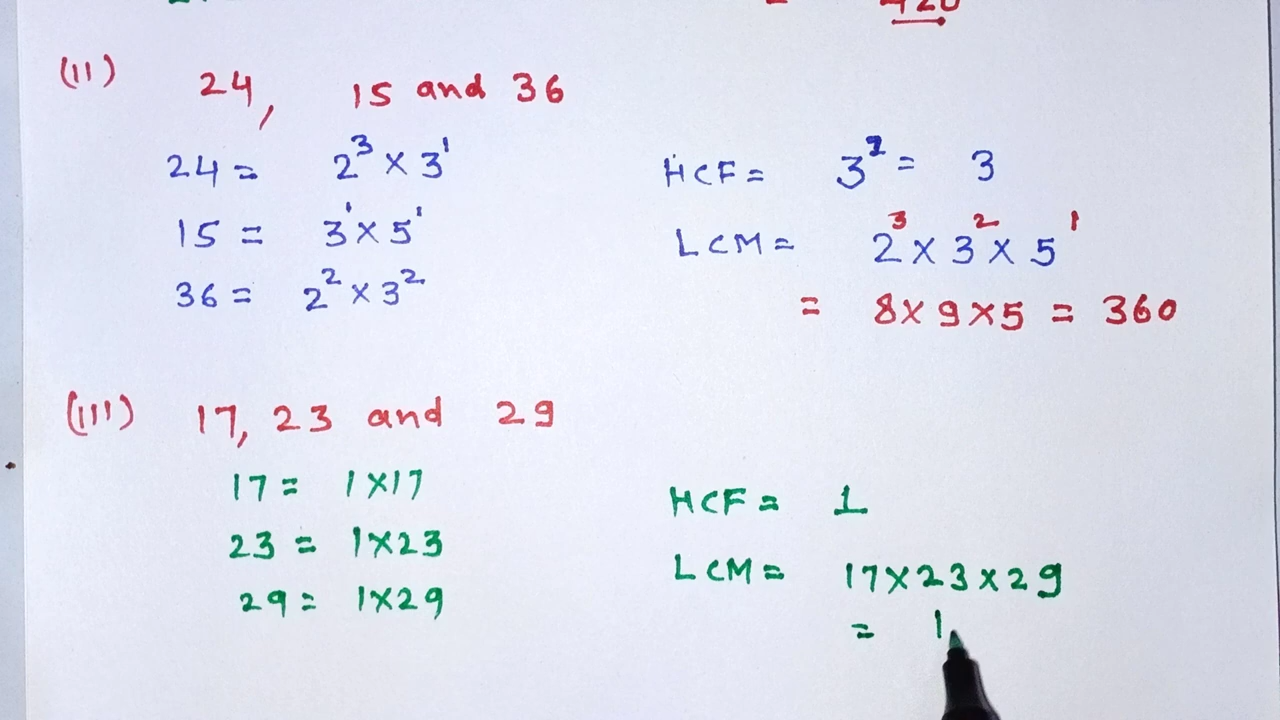 420
(II) 24, 15 and 36
24 = 2³ × 3¹
15 = 3¹ × 5¹
36 = 2² × 3²
HCF = 3¹ = 3
LCM = 2³ × 3² × 5¹
= 8 × 9 × 5 = 360
(III) 17, 23 and 29
17 = 1 × 17
23 = 1 × 23
29 = 1 × 29
HCF = 1
LCM = 17 × 23 × 29
= 1